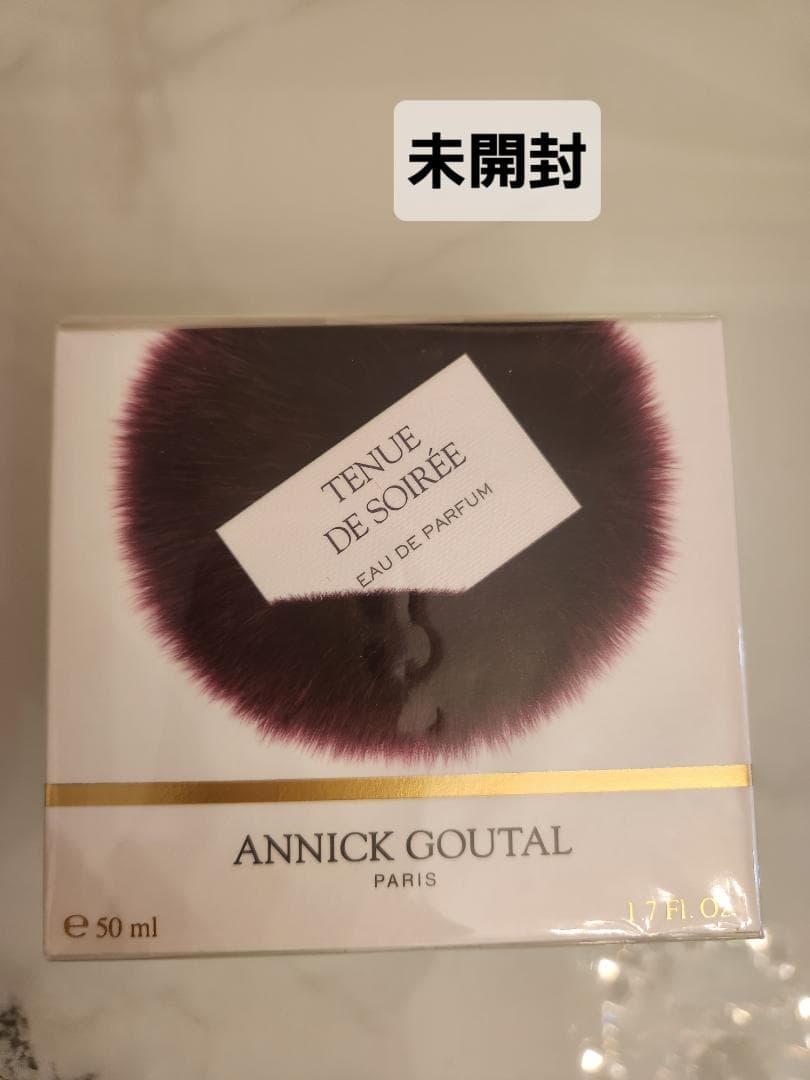 未開封
TENUE
DE SOIRÉE
EAU DE PARFUM
ANNICK GOUTAL
PARIS
℮ 50 ml
1.7 Fl. Oz